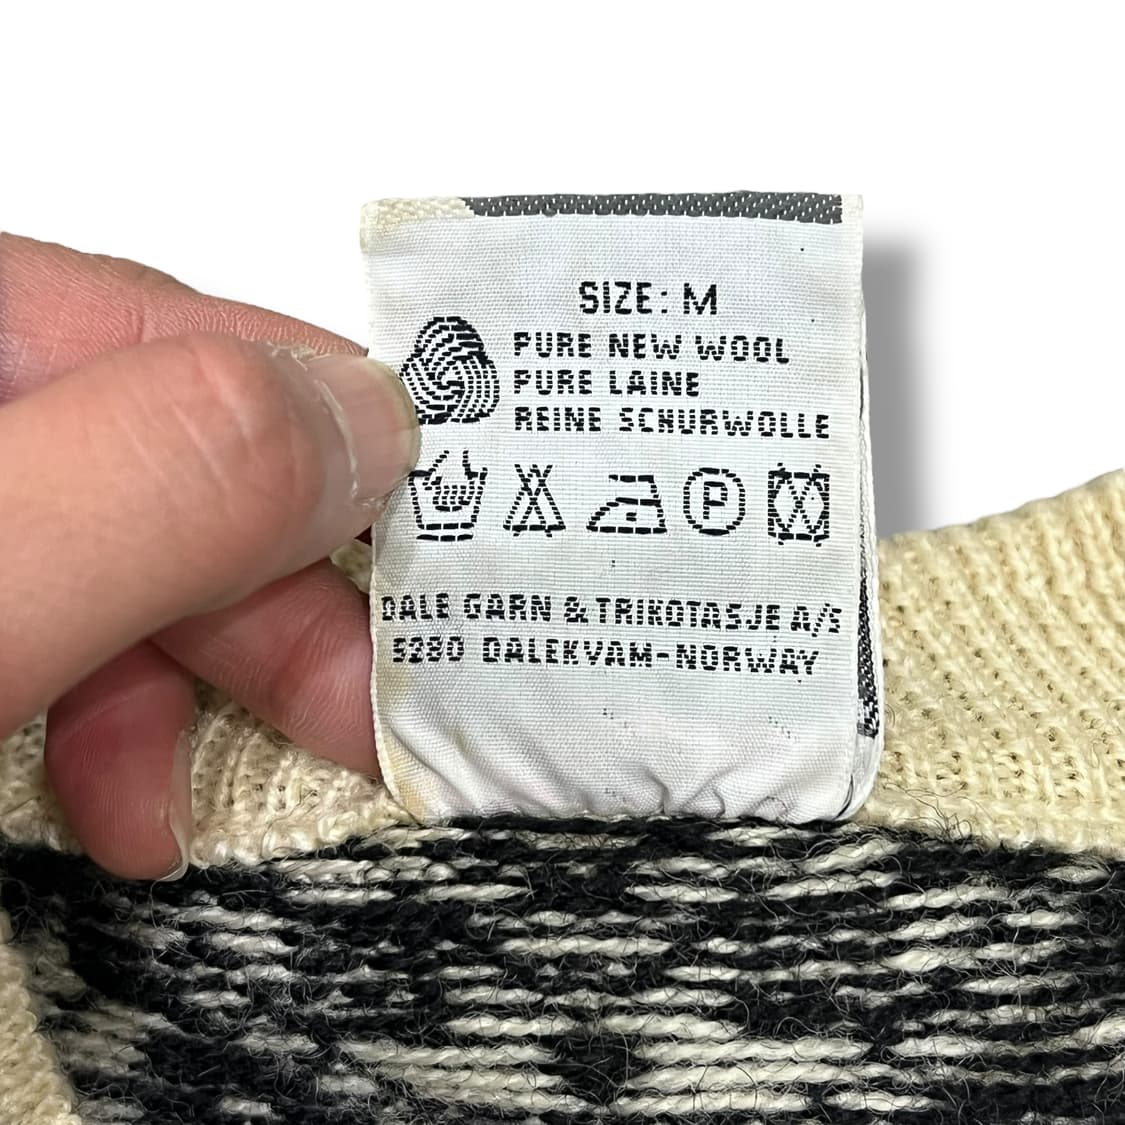 SIZE: M
PURE NEW WOOL
PURE LAINE
REINE SCHURWOLLE
P
DALE GARN & TRIKOTASJE A/S
5280 DALEKVAM-NORWAY